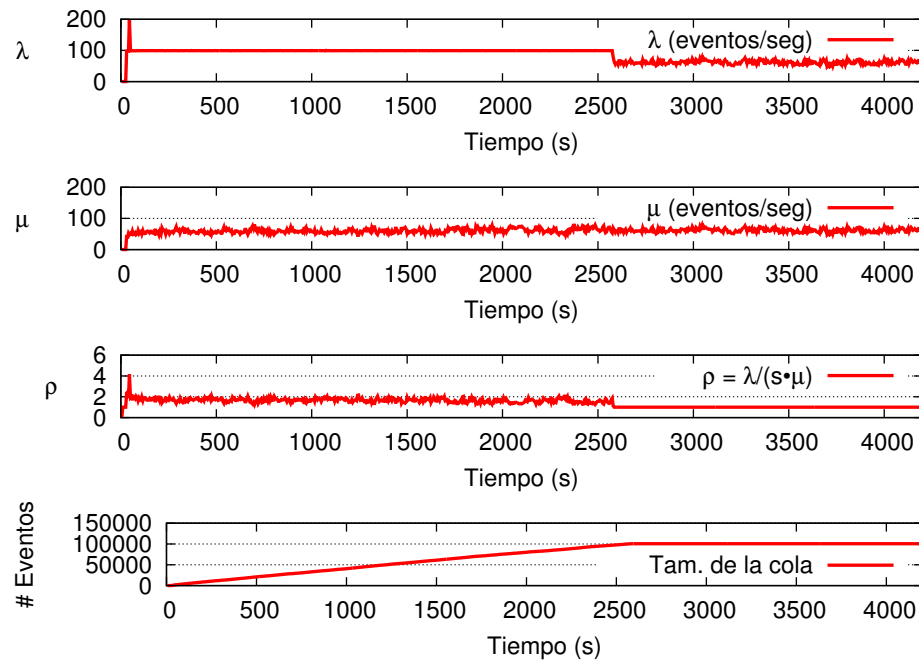 200
λ
100
λ (eventos/seg)
0
0 500 1000 1500 2000 2500 3000 3500 4000
Tiempo (s)
200
μ
100
μ (eventos/seg)
0
0 500 1000 1500 2000 2500 3000 3500 4000
Tiempo (s)
6
ρ
4
ρ = λ/(s•μ)
2
0
0 500 1000 1500 2000 2500 3000 3500 4000
Tiempo (s)
# Eventos
150000
100000
50000
Tam. de la cola
0
0 500 1000 1500 2000 2500 3000 3500 4000
Tiempo (s)